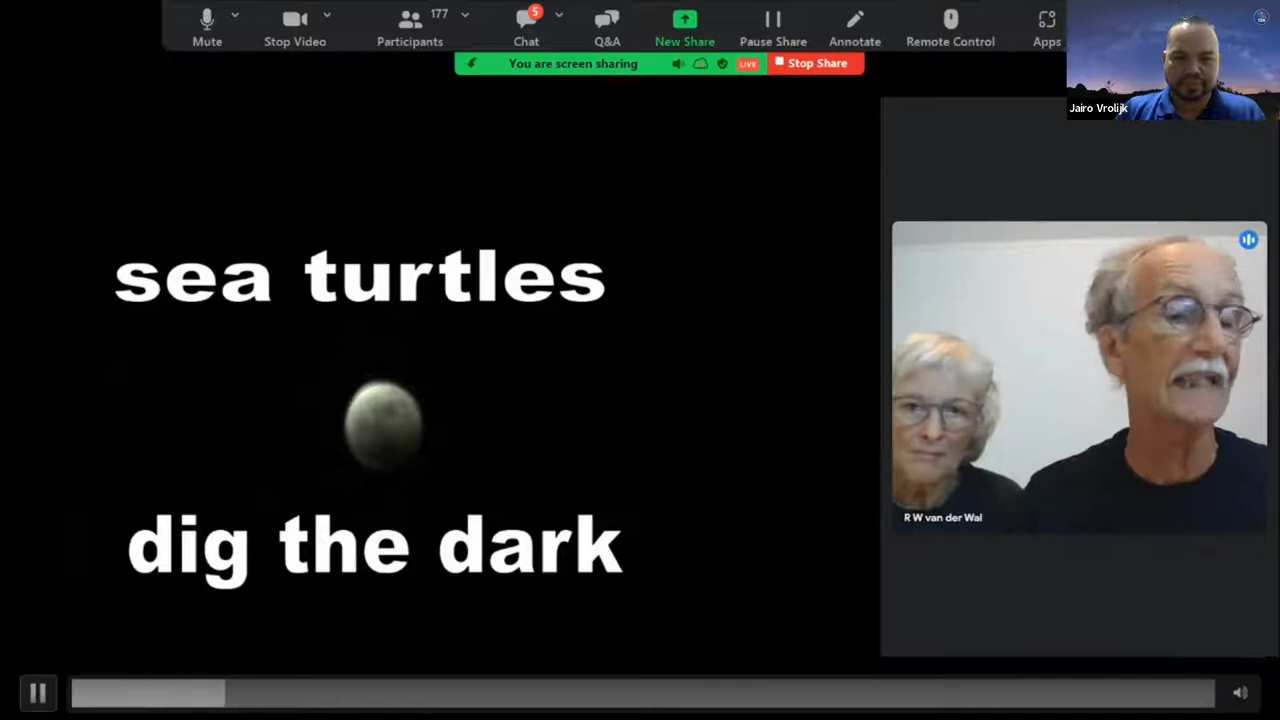 177
5
Mute
Stop Video
Participants
Chat
Q&A
New Share
Pause Share
Annotate
Remote Control
Apps
You are screen sharing
LIVE
Stop Share
Jairo Vrolijk
sea turtles
dig the dark
R W van der Wal